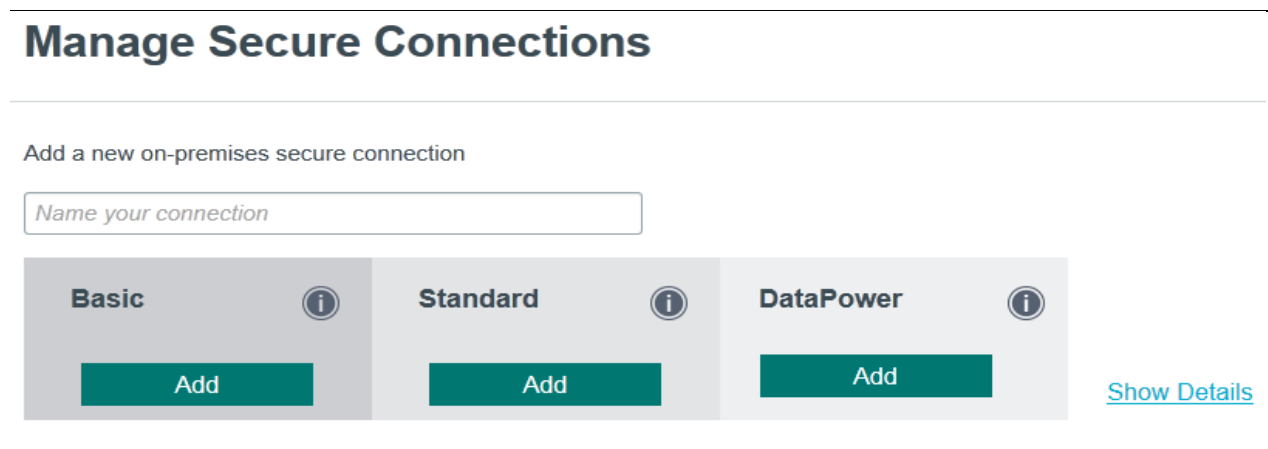 Manage Secure Connections
Add a new on-premises secure connection
Name your connection
Basic
Standard
DataPower
Add
Add
Add
Show Details